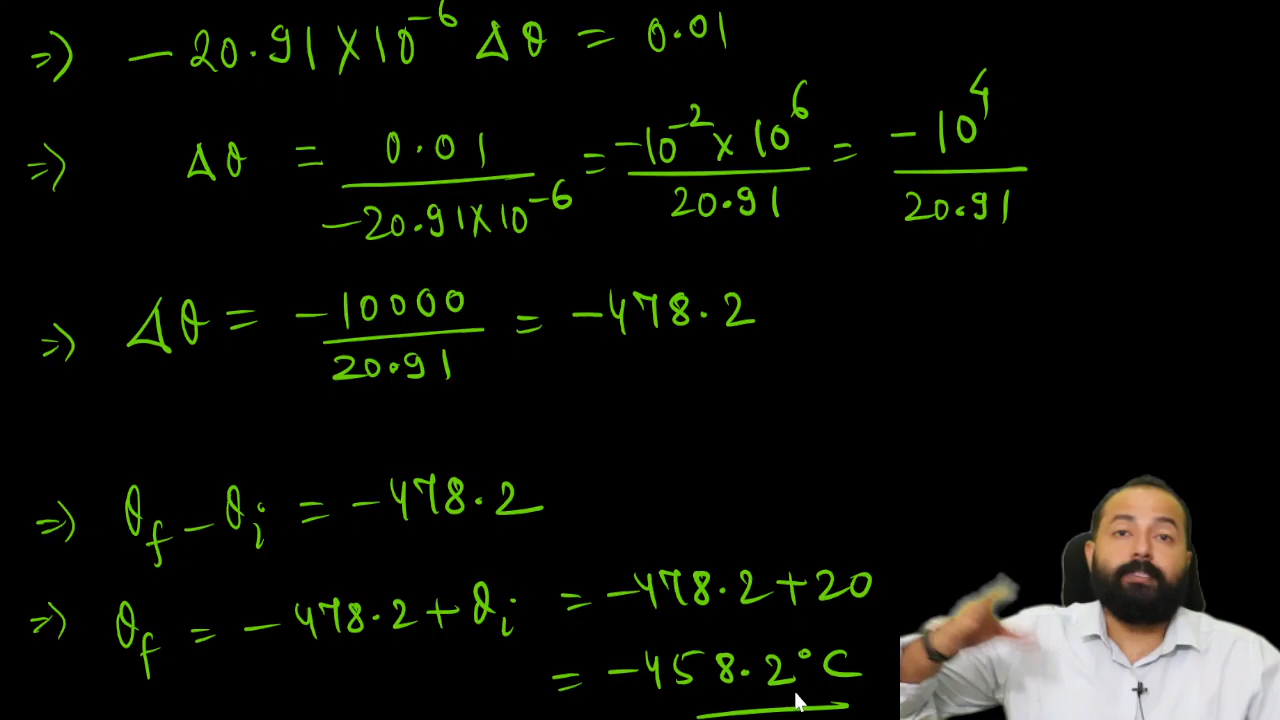 => -20.91×10⁻⁶ Δθ = 0.01
=> Δθ = 0.01 / -20.91×10⁻⁶ = -10⁻² × 10⁶ / 20.91 = -10⁴ / 20.91
=> Δθ = -10000 / 20.91 = -478.2
=> θf - θi = -478.2
=> θf = -478.2 + θi = -478.2 + 20
= -458.2°C